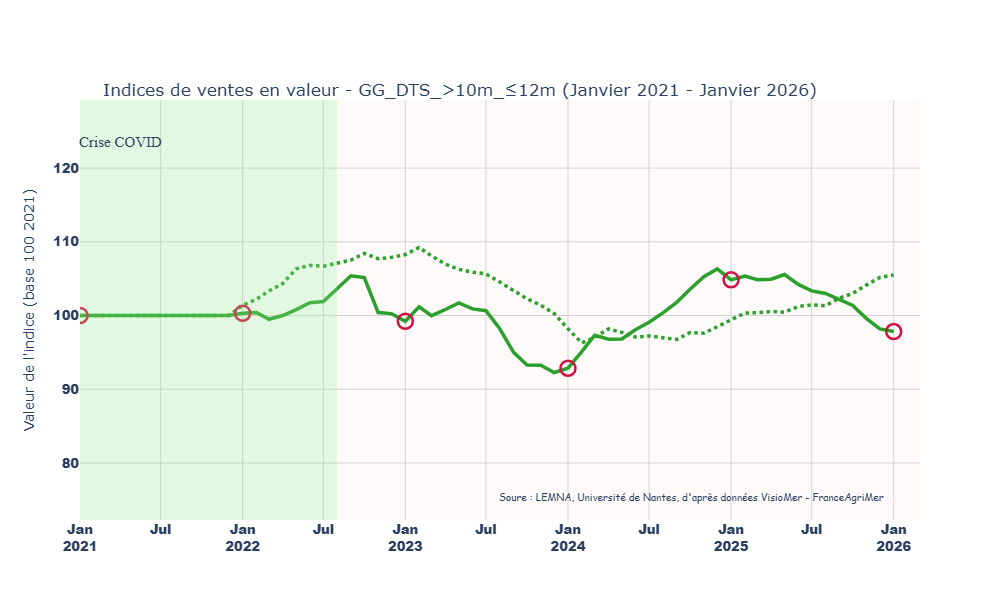 Indices de ventes en valeur - GG_DTS_>10m_≤12m (Janvier 2021 - Janvier 2026)
Crise COVID
Valeur de l'indice (base 100 2021)
120
110
100
90
80
Soure : LEMNA, Université de Nantes, d'après données VisioMer - FranceAgriMer
Jan Jul Jan Jul Jan Jul Jan Jul Jan Jul Jan
2021 2022 2023 2024 2025 2026